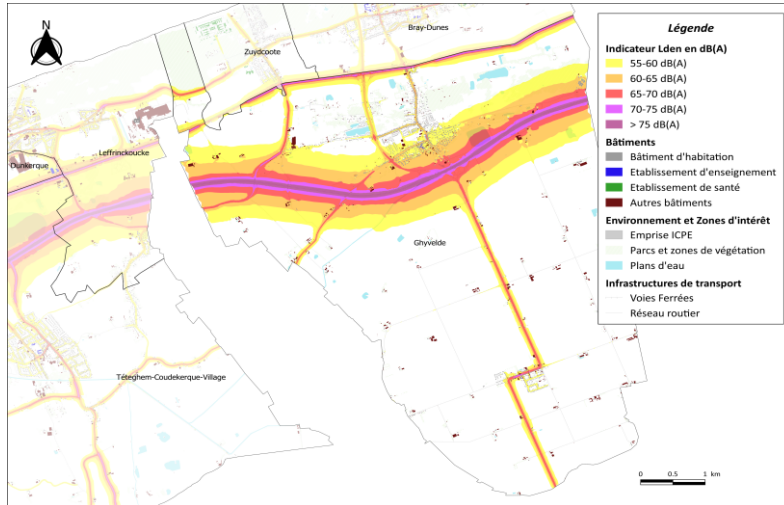 N
Bray-Dunes
Zuydcoote
Leffrinckoucke
Dunkerque
Ghyvelde
Téteghem-Coudekerque-Village
Légende
Indicateur Lden en dB(A)
55-60 dB(A)
60-65 dB(A)
65-70 dB(A)
70-75 dB(A)
> 75 dB(A)
Bâtiments
Bâtiment d'habitation
Etablissement d'enseignement
Etablissement de santé
Autres bâtiments
Environnement et Zones d'intérêt
Emprise ICPE
Parcs et zones de végétation
Plans d'eau
Infrastructures de transport
Voies Ferrées
Réseau routier
0 0.5 1 km